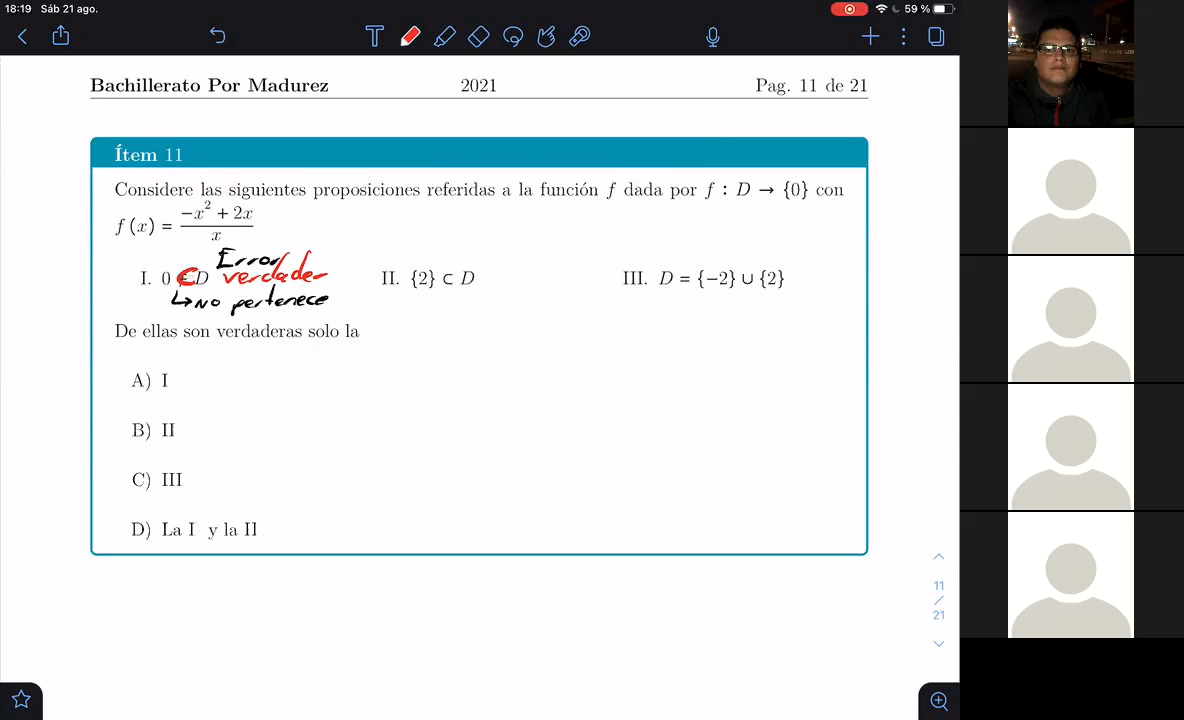 18:19 Sáb 21 ago.
59 %
Bachillerato Por Madurez 2021 Pag. 11 de 21
Ítem 11
Considere las siguientes proposiciones referidas a la función f dada por f : D → {0} con
f (x) = −x² + 2x / x
Error
I. 0 ∈ D verdader II. {2} ⊂ D III. D = {−2} ∪ {2}
↳ No pertenece
De ellas son verdaderas solo la
A) I
B) II
C) III
D) La I y la II
11
/
21